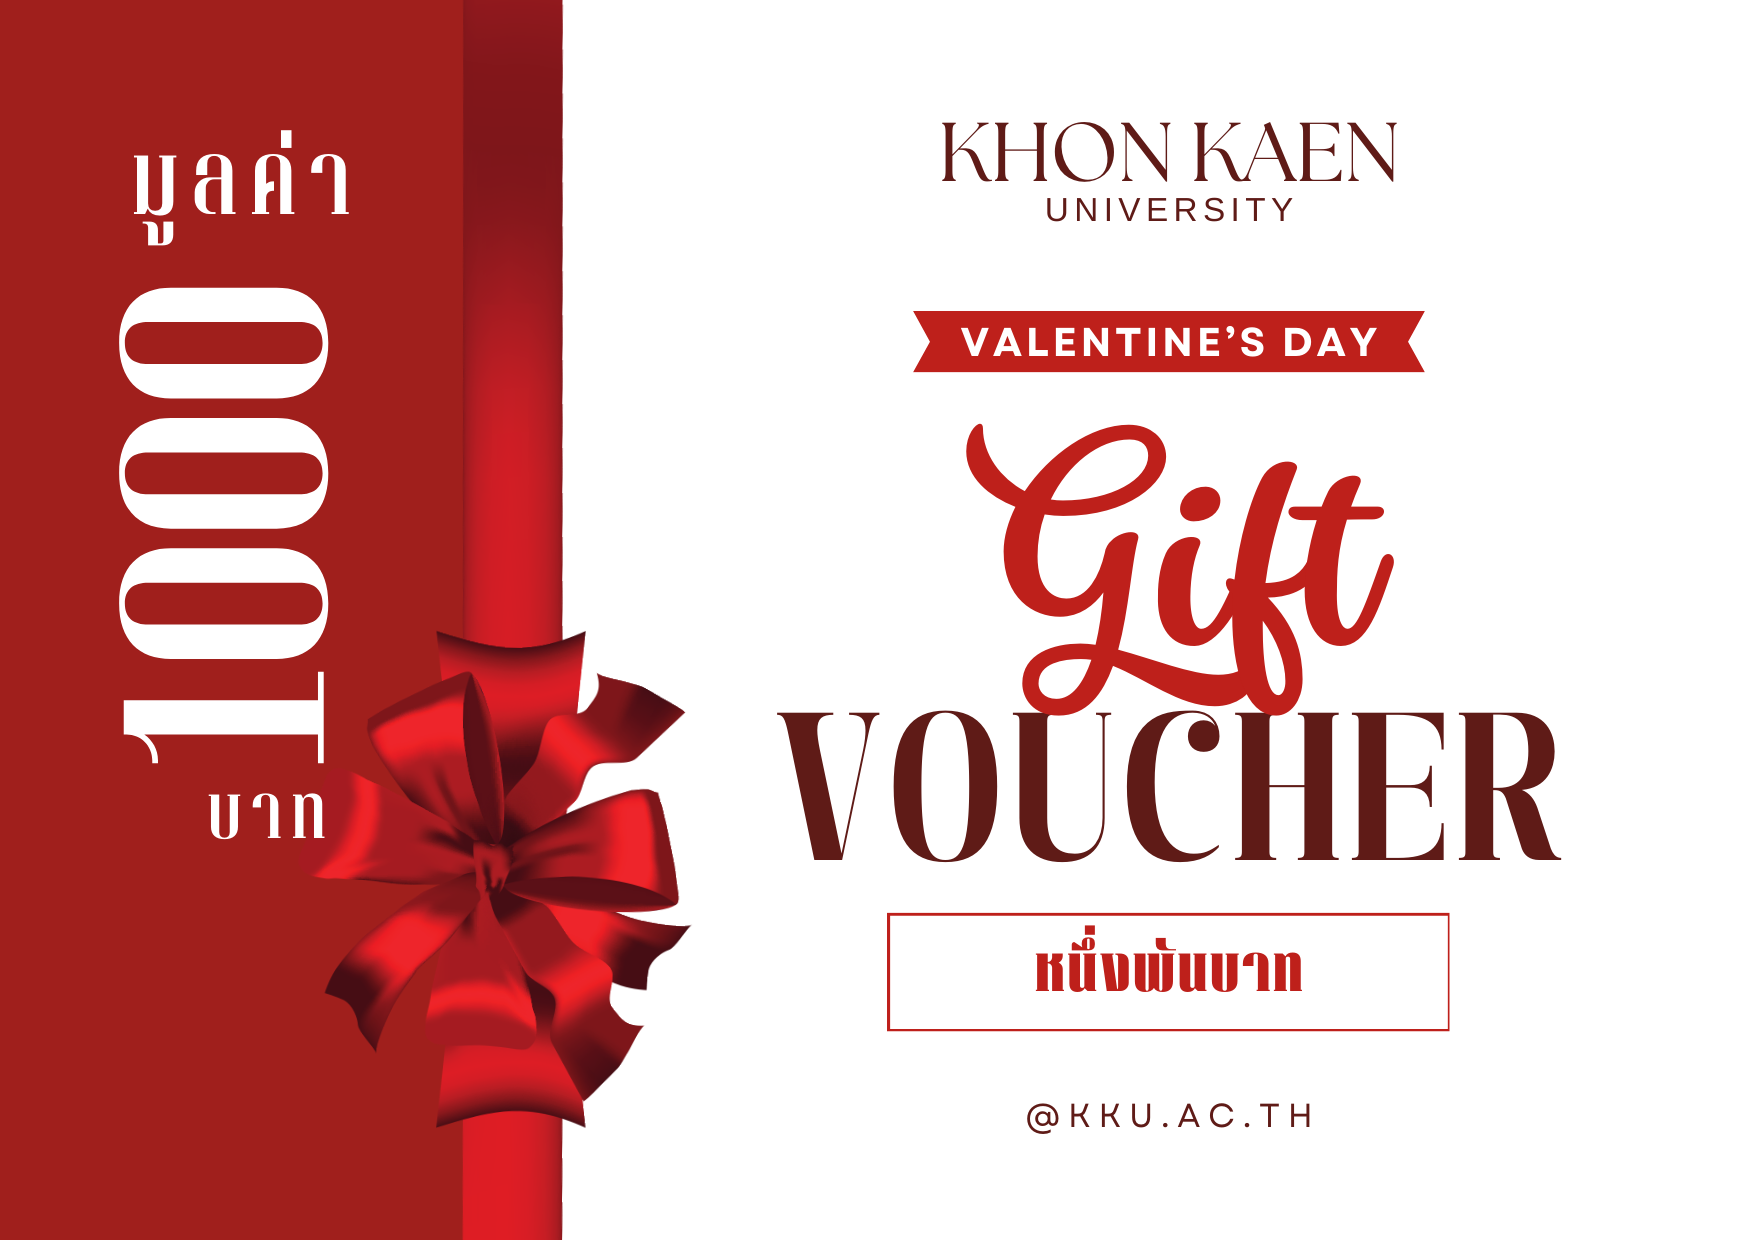 มูลค่า
1000
บาท
KHON KAEN
UNIVERSITY
VALENTINE’S DAY
Gift
VOUCHER
หนึ่งพันบาท
@KKU.AC.TH